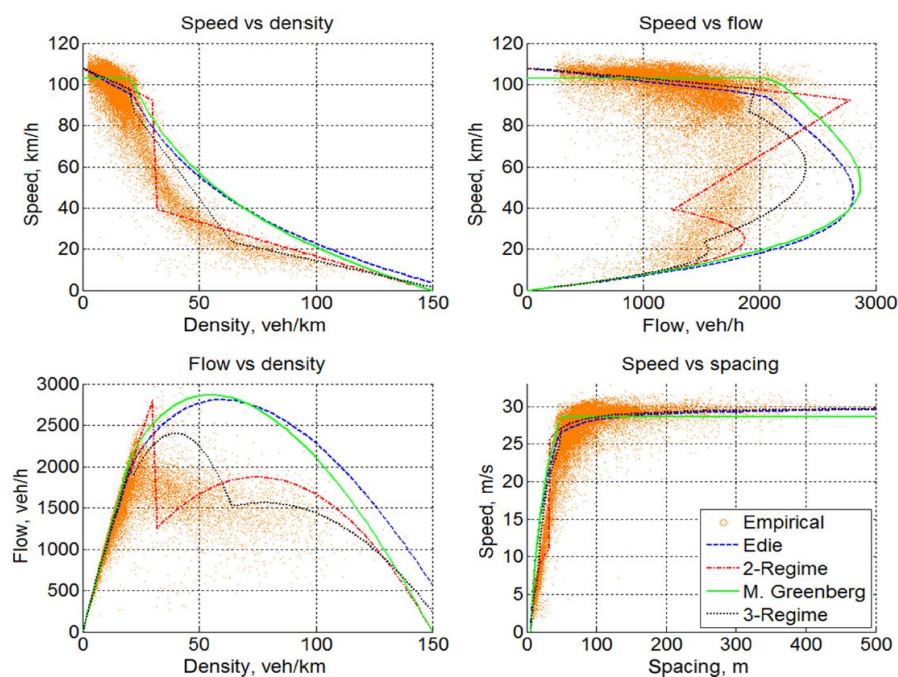 Speed vs density
120
100
80
60
40
20
0
Speed, km/h
0 50 100 150
Density, veh/km
Speed vs flow
120
100
80
60
40
20
0
Speed, km/h
0 1000 2000 3000
Flow, veh/h
Flow vs density
3000
2500
2000
1500
1000
500
0
Flow, veh/h
0 50 100 150
Density, veh/km
Speed vs spacing
30
25
20
15
10
5
0
Speed, m/s
0 100 200 300 400 500
Spacing, m
Empirical
Edie
2-Regime
M. Greenberg
3-Regime